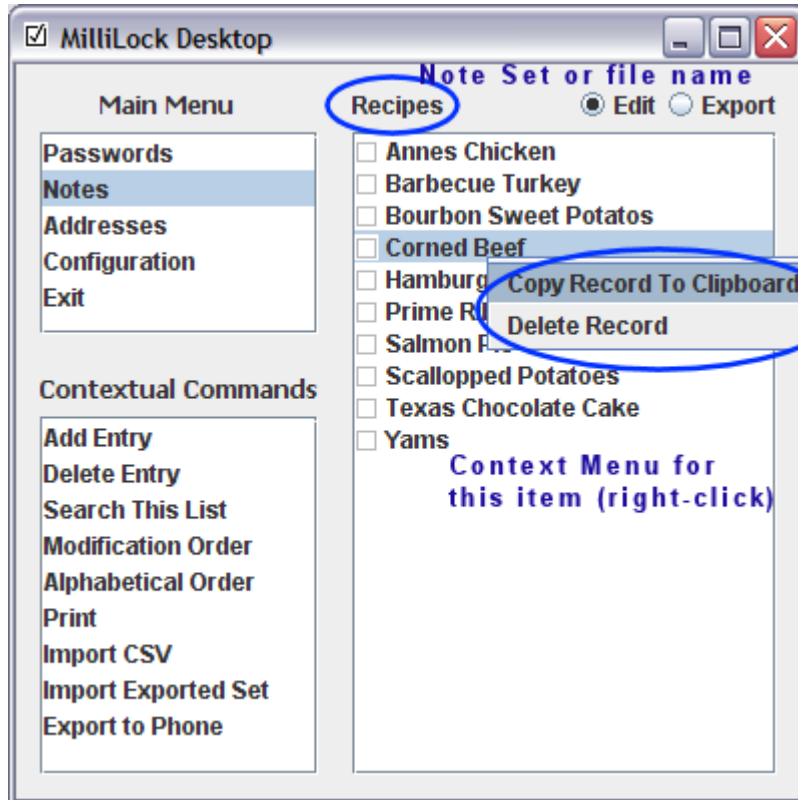 MilliLock Desktop
Note Set or file name
Main Menu
Recipes
Edit
Export
Passwords
Notes
Addresses
Configuration
Exit
Contextual Commands
Add Entry
Delete Entry
Search This List
Modification Order
Alphabetical Order
Print
Import CSV
Import Exported Set
Export to Phone
Annes Chicken
Barbecue Turkey
Bourbon Sweet Potatos
Corned Beef
Hamburg
Prime
Salmon
Scallopped Potatoes
Texas Chocolate Cake
Yams
Copy Record To Clipboard
Delete Record
Context Menu for
this item (right-click)